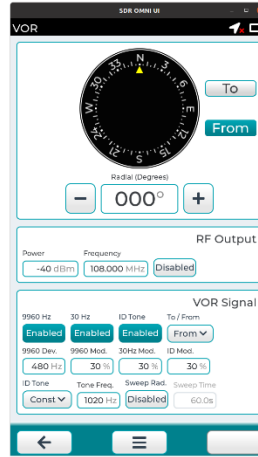 SDR OMNI UI
VOR
N
33
3
30
6
W
E
24
12
21
15
S
To
From
Radial (Degrees)
− 000° +
RF Output
Power Frequency
-40 dBm 108.000 MHz Disabled
VOR Signal
9960 Hz 30 Hz ID Tone To / From
Enabled Enabled Enabled From
9960 Dev. 9960 Mod. 30Hz Mod. ID Mod.
480 Hz 30 % 30 % 30 %
ID Tone Tone Freq. Sweep Rad. Sweep Time
Const. 1020 Hz Disabled 60.0s